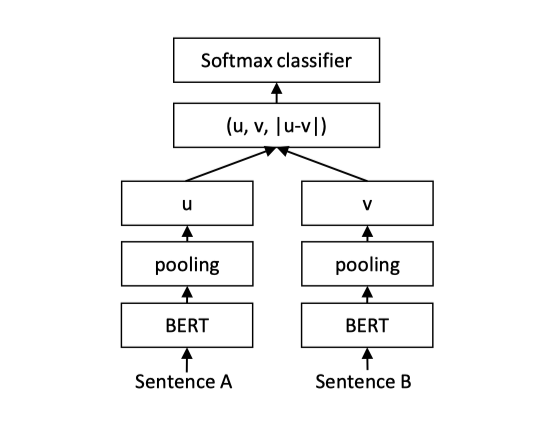 Softmax classifier
(u, v, |u-v|)
u
v
pooling
pooling
BERT
BERT
Sentence A
Sentence B